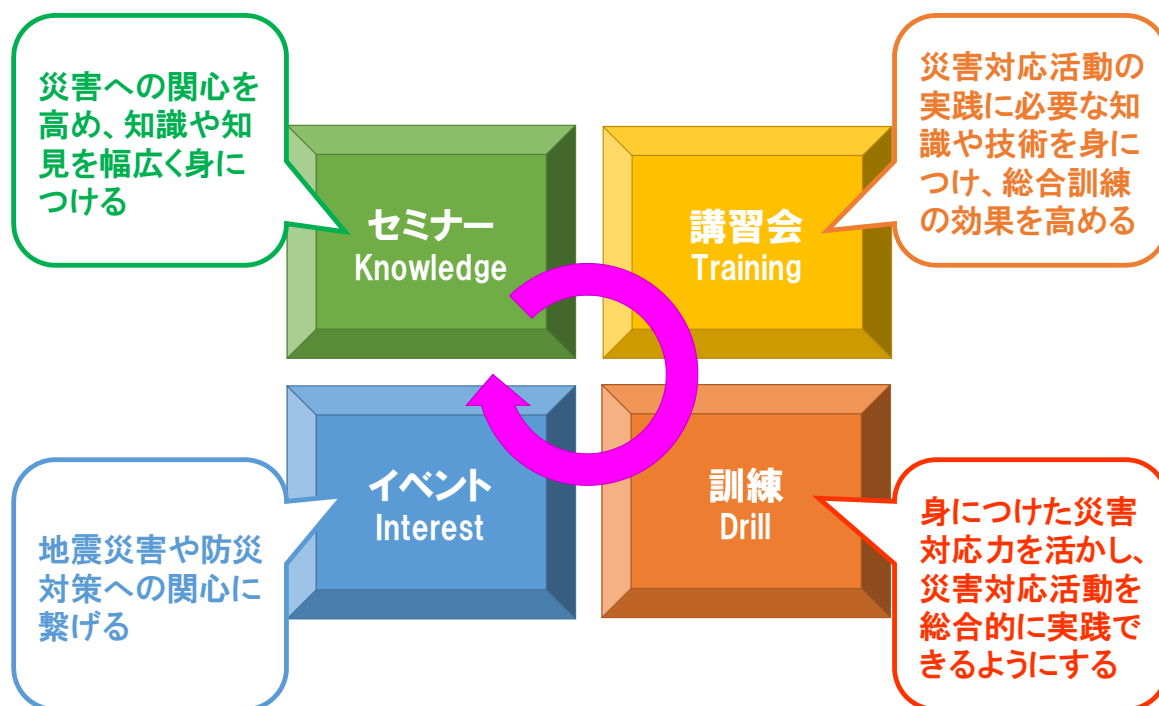 災害への関心を
高め、知識や知
見を幅広く身に
つける
セミナー
Knowledge
講習会
Training
災害対応活動の
実践に必要な知
識や技術を身に
つけ、総合訓練
の効果を高める
地震災害や防災
対策への関心に
繋げる
イベント
Interest
訓練
Drill
身につけた災害
対応力を活かし、
災害対応活動を
総合的に実践で
きるようにする